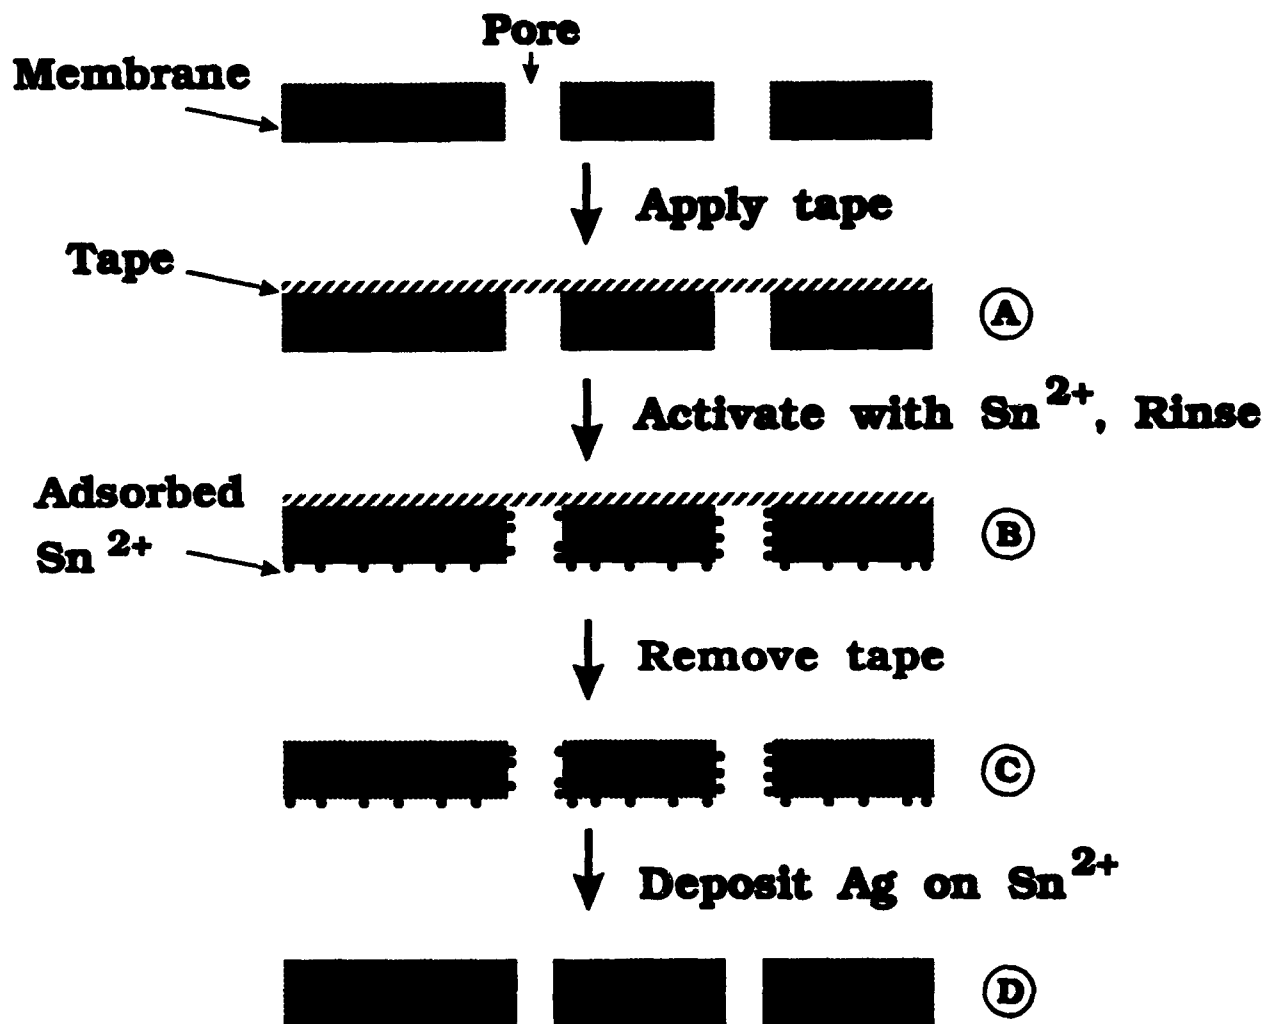 Pore
Membrane
Apply tape
Tape
A
Activate with Sn²⁺, Rinse
Adsorbed
Sn ²⁺
B
Remove tape
C
Deposit Ag on Sn²⁺
D